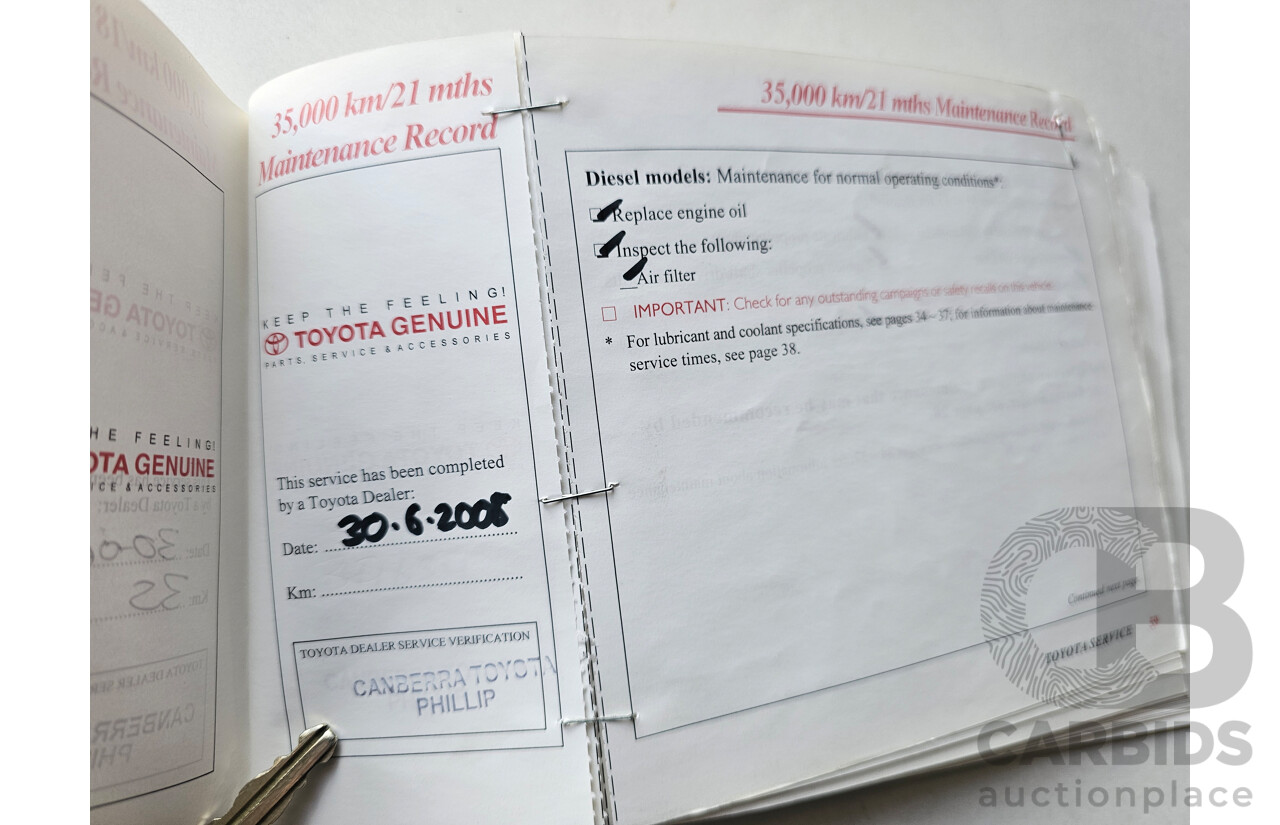 35,000 km/21 mths
Maintenance Record
KEEP THE FEELING!
TOYOTA GENUINE
PARTS, SERVICE & ACCESSORIES
This service has been completed
by a Toyota Dealer:
Date: 30.6.2008
Km:
TOYOTA DEALER SERVICE VERIFICATION
CANBERRA TOYOTA
PHILLIP
HE FEELING!
OTA GENUINE
ICE & ACCESSORIES
35,000 km/21 mths Maintenance Record
Diesel models: Maintenance for normal operating conditions*:
Replace engine oil
Inspect the following:
Air filter
IMPORTANT: Check for any outstanding campaigns or safety recalls on this vehicle.
* For lubricant and coolant specifications, see pages 34 ~ 37; for information about maintenance
service times, see page 38.
Continued next page
TOYOTA SERVICE
CB
CARBIDS
auctionplace